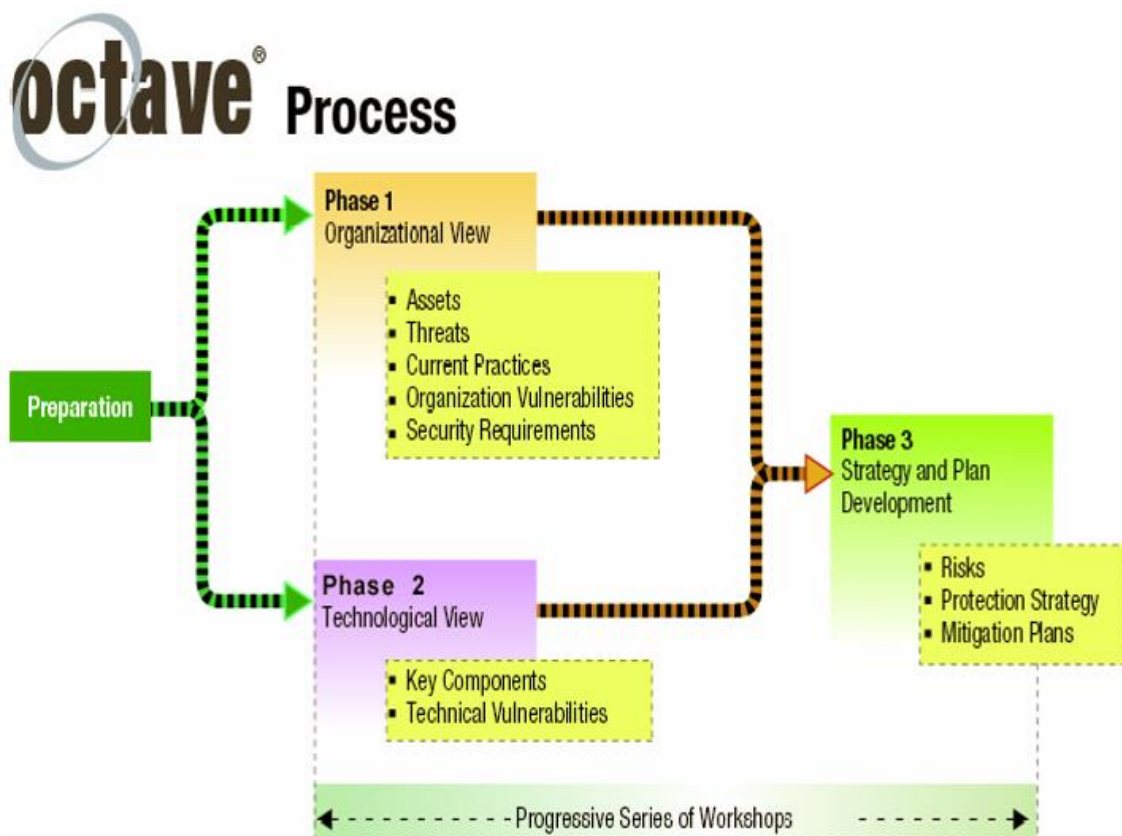 octave® Process
Phase 1
Organizational View
▪ Assets
▪ Threats
▪ Current Practices
▪ Organization Vulnerabilities
▪ Security Requirements
Preparation
Phase 3
Strategy and Plan
Development
▪ Risks
▪ Protection Strategy
▪ Mitigation Plans
Phase 2
Technological View
▪ Key Components
▪ Technical Vulnerabilities
Progressive Series of Workshops